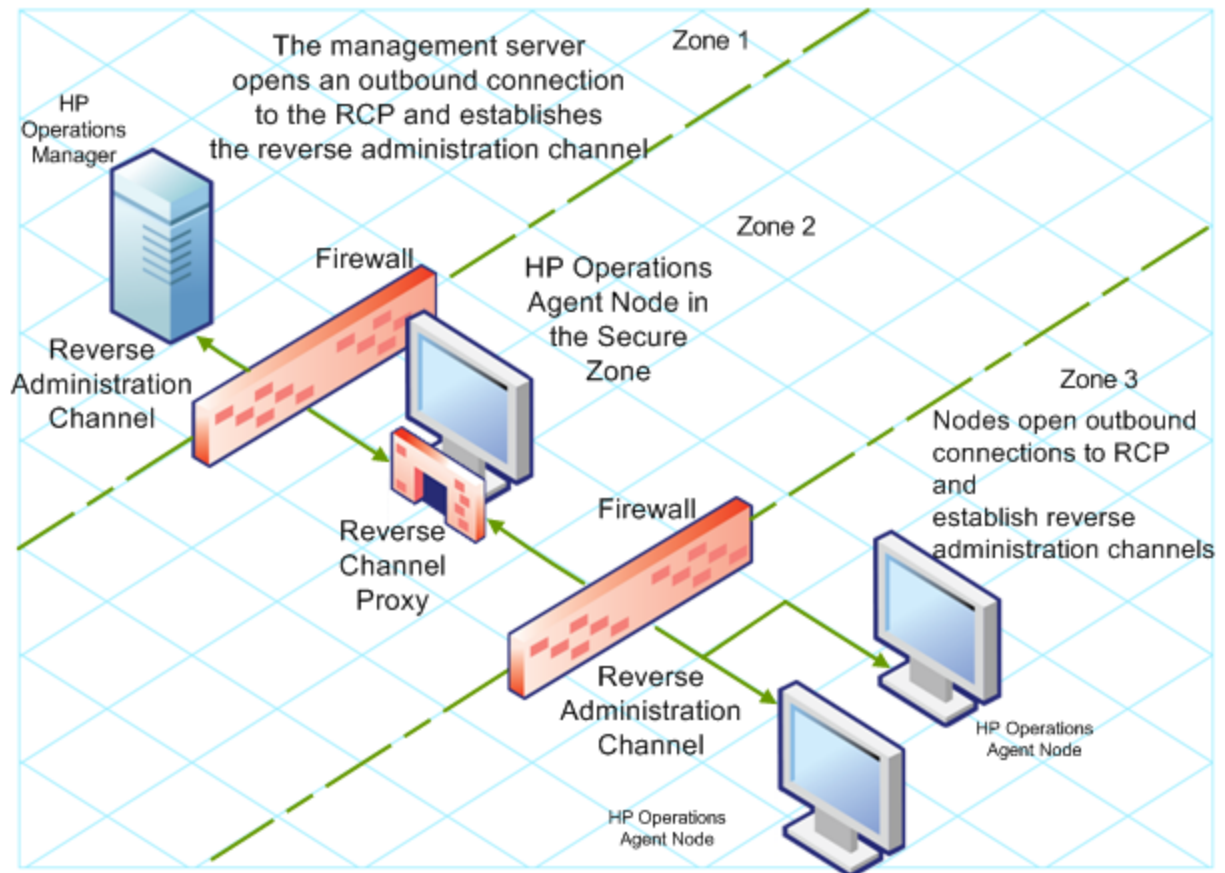 The management server
opens an outbound connection
to the RCP and establishes
the reverse administration channel
Zone 1
HP
Operations
Manager
Zone 2
Firewall
HP Operations
Agent Node in
the Secure
Zone
Reverse
Administration
Channel
Zone 3
Nodes open outbound
connections to RCP
and
establish reverse
administration channels
Firewall
Reverse
Channel
Proxy
Reverse
Administration
Channel
HP Operations
Agent Node
HP Operations
Agent Node